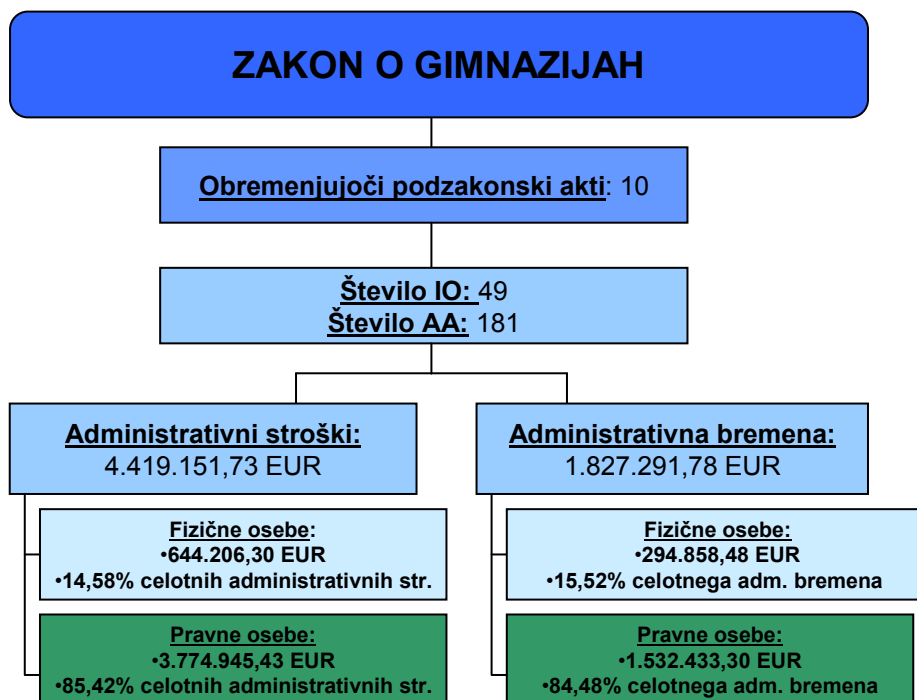 ZAKON O GIMNAZIJAH
Obremenjujoči podzakonski akti: 10
Število IO: 49
Število AA: 181
Administrativni stroški:
4.419.151,73 EUR
Fizične osebe:
•644.206,30 EUR
•14,58% celotnih administrativnih str.
Pravne osebe:
•3.774.945,43 EUR
•85,42% celotnih administrativnih str.
Administrativna bremena:
1.827.291,78 EUR
Fizične osebe:
•294.858,48 EUR
•15,52% celotnega adm. bremena
Pravne osebe:
•1.532.433,30 EUR
•84,48% celotnega adm. bremena